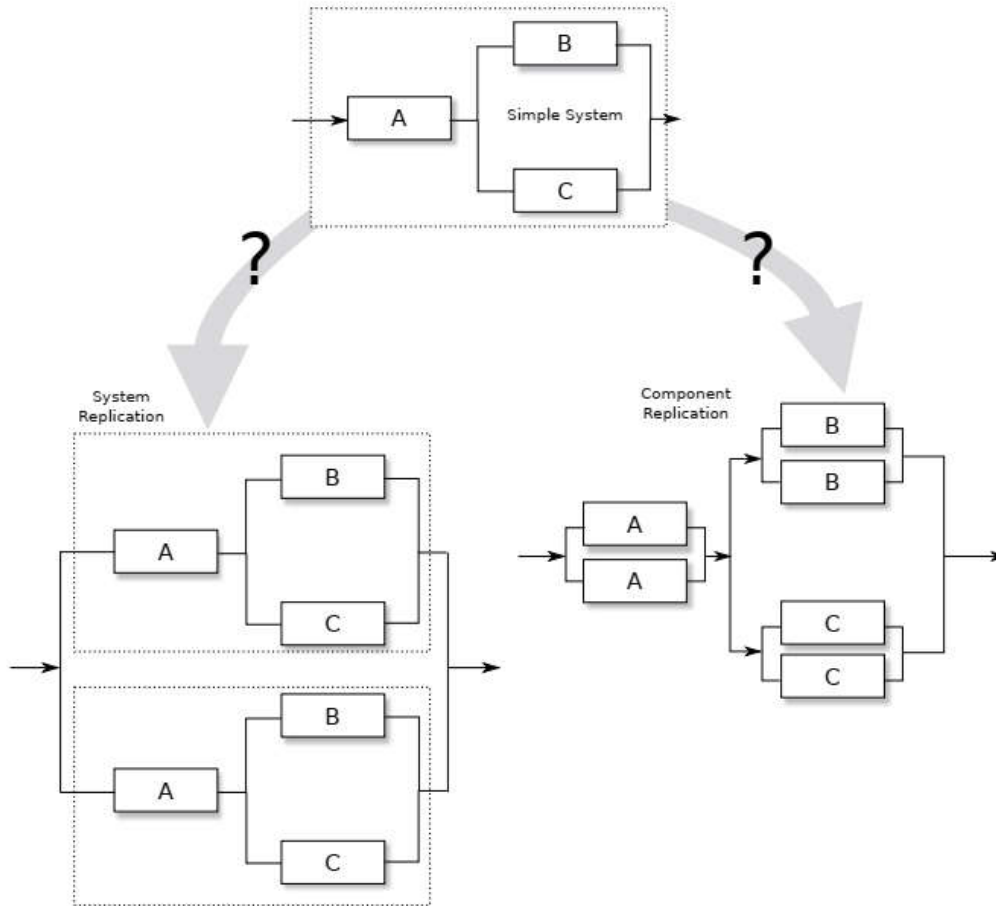 B
A
Simple System
C
?
?
System
Replication
B
A
C
B
A
C
Component
Replication
B
B
A
A
C
C